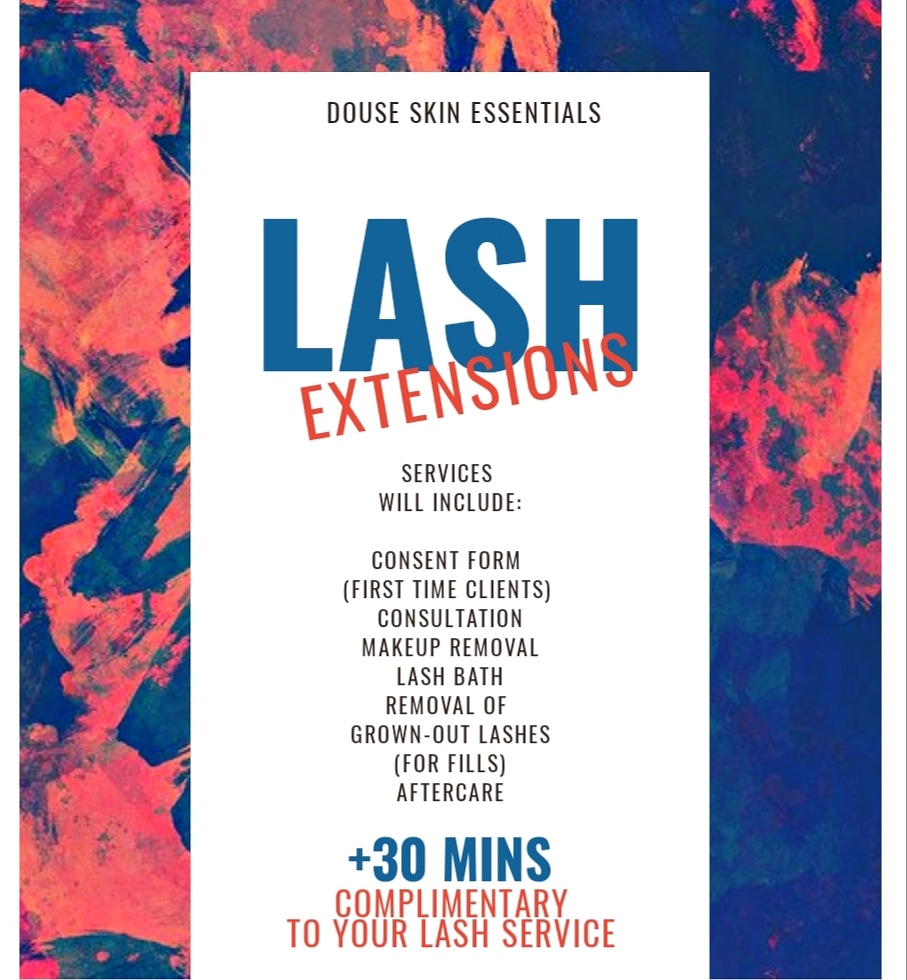 DOUSE SKIN ESSENTIALS
LASH
EXTENSIONS
SERVICES
WILL INCLUDE:
CONSENT FORM
(FIRST TIME CLIENTS)
CONSULTATION
MAKEUP REMOVAL
LASH BATH
REMOVAL OF
GROWN-OUT LASHES
(FOR FILLS)
AFTERCARE
+30 MINS
COMPLIMENTARY
TO YOUR LASH SERVICE